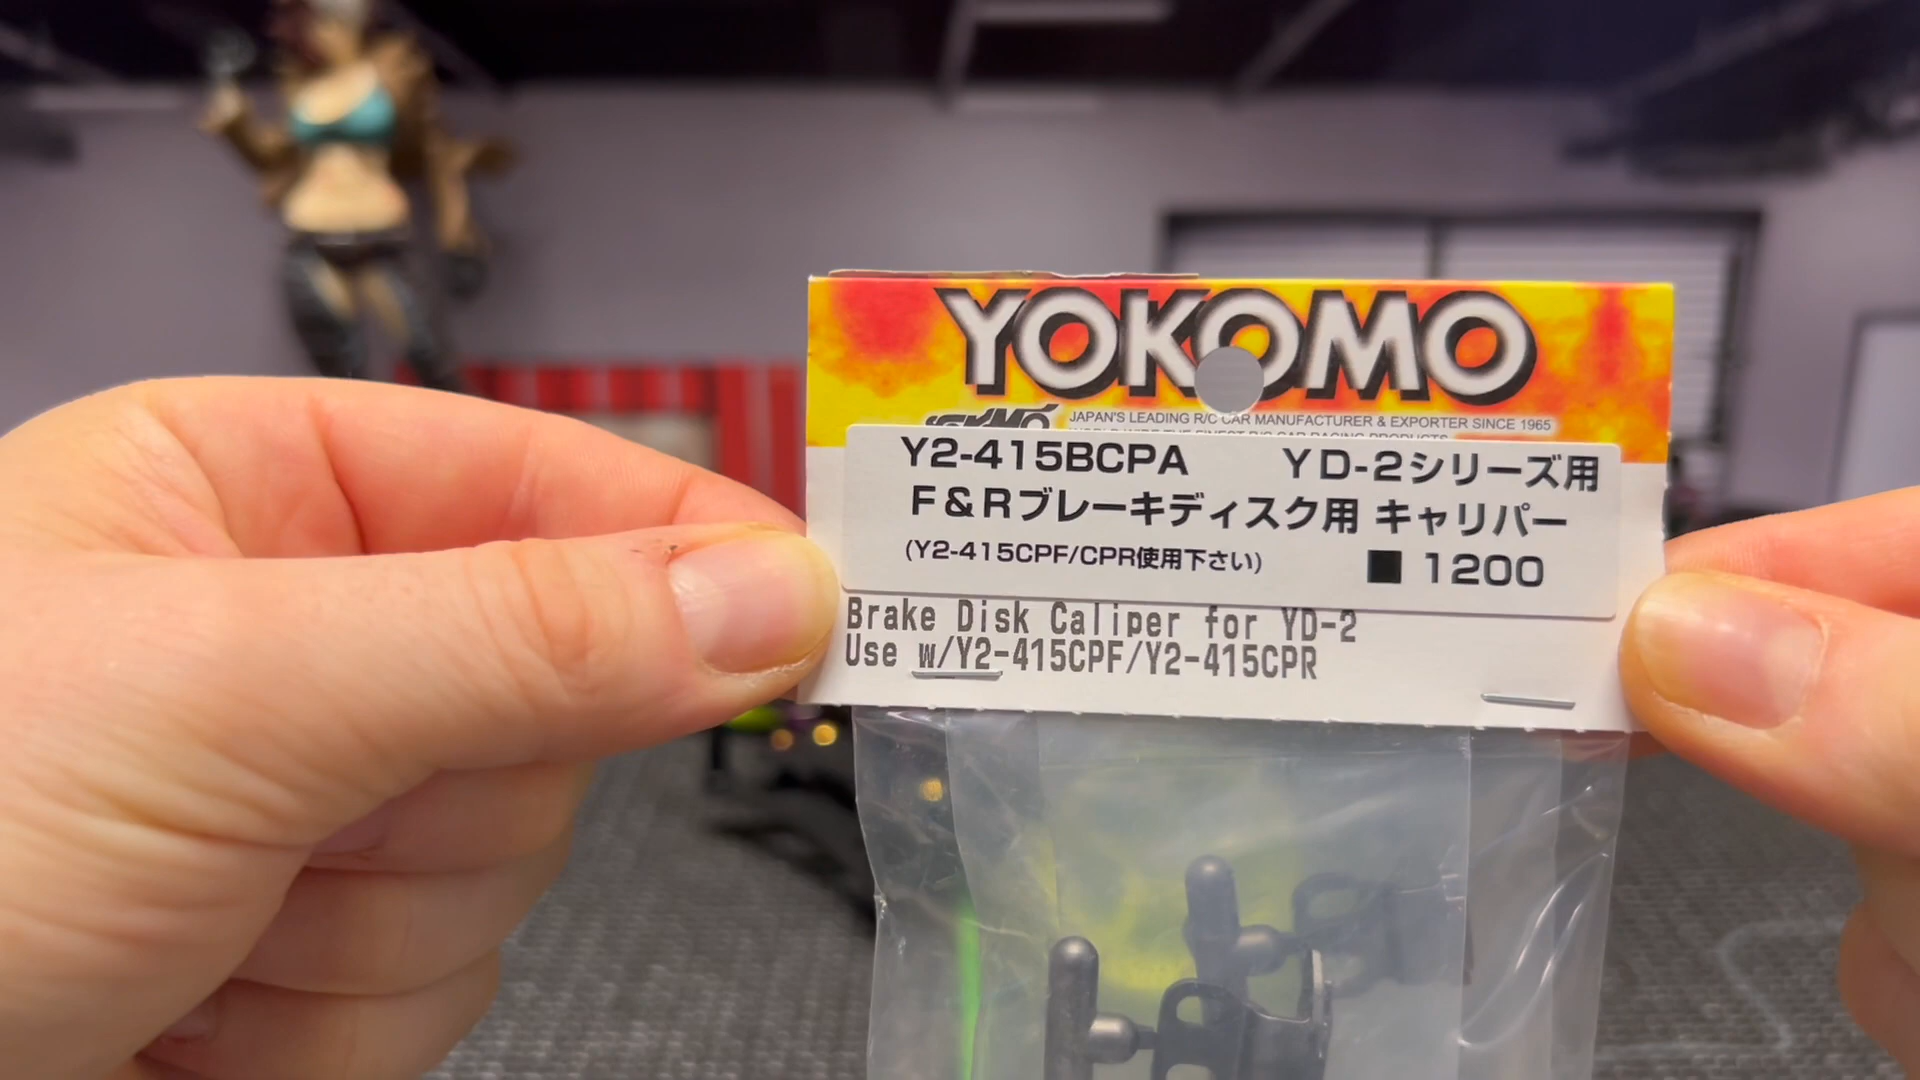 YOKOMO
JAPAN'S LEADING R/C CAR MANUFACTURER & EXPORTER SINCE 1965
Y2-415BCPA YD-2シリーズ用
F&Rブレーキディスク用 キャリパー
(Y2-415CPF/CPR使用下さい) ■1200
Brake Disk Caliper for YD-2
Use w/Y2-415CPF/Y2-415CPR